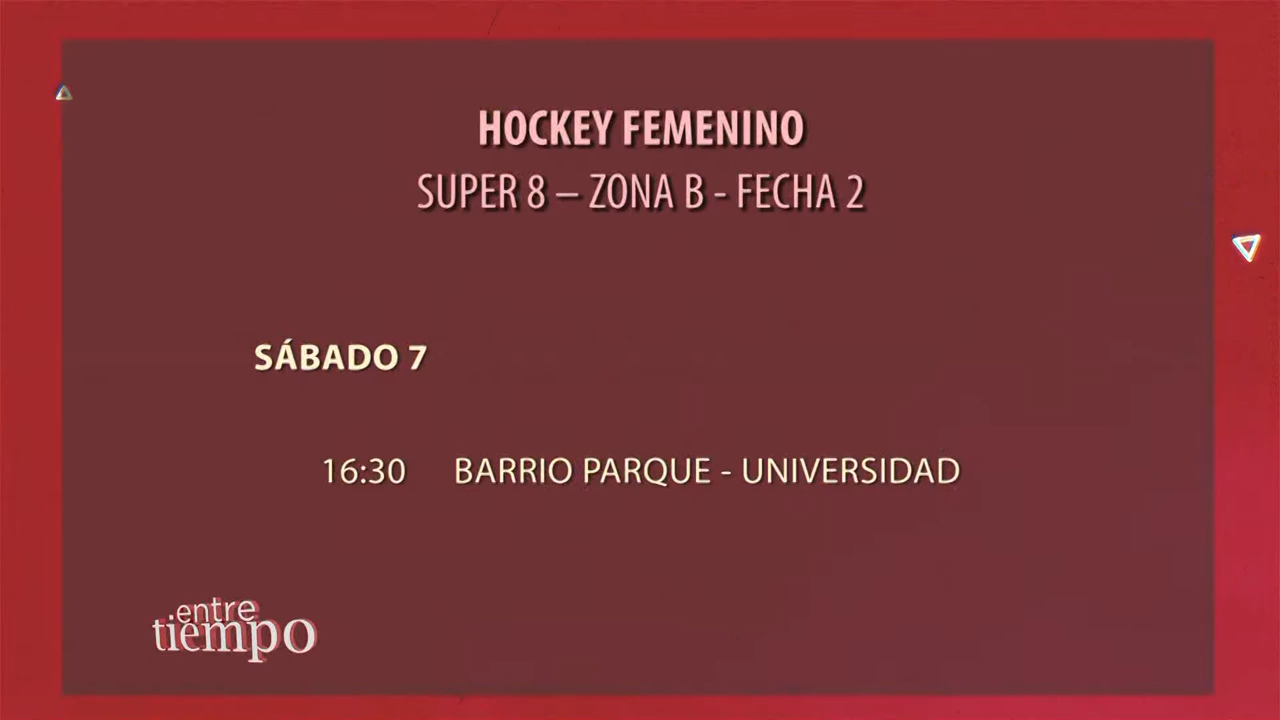 HOCKEY FEMENINO
SUPER 8 – ZONA B - FECHA 2
SÁBADO 7
16:30 BARRIO PARQUE - UNIVERSIDAD
entre
tiempo